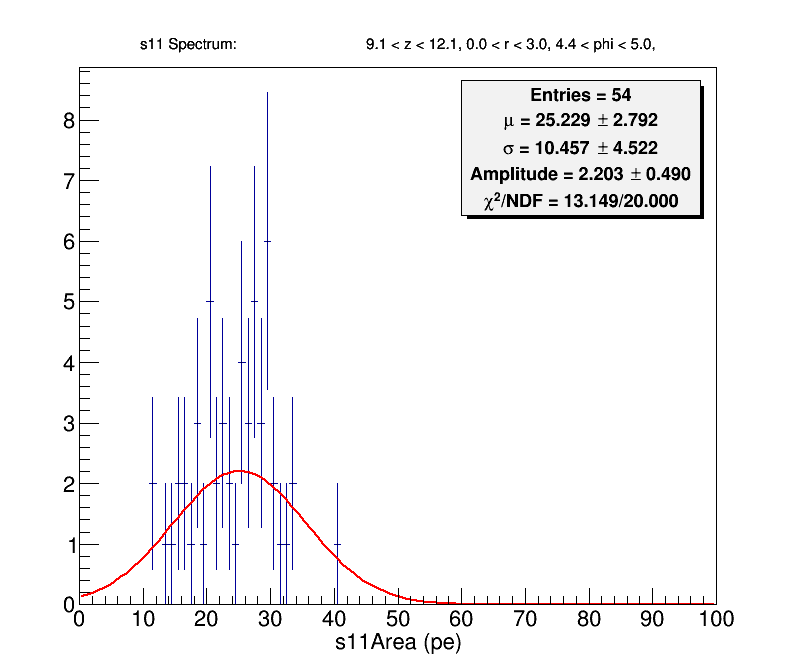 s11 Spectrum: 9.1 < z < 12.1, 0.0 < r < 3.0, 4.4 < phi < 5.0,
Entries = 54
μ = 25.229 ± 2.792
σ = 10.457 ± 4.522
Amplitude = 2.203 ± 0.490
χ²/NDF = 13.149/20.000
8
7
6
5
4
3
2
1
0
0 10 20 30 40 50 60 70 80 90 100
s11Area (pe)